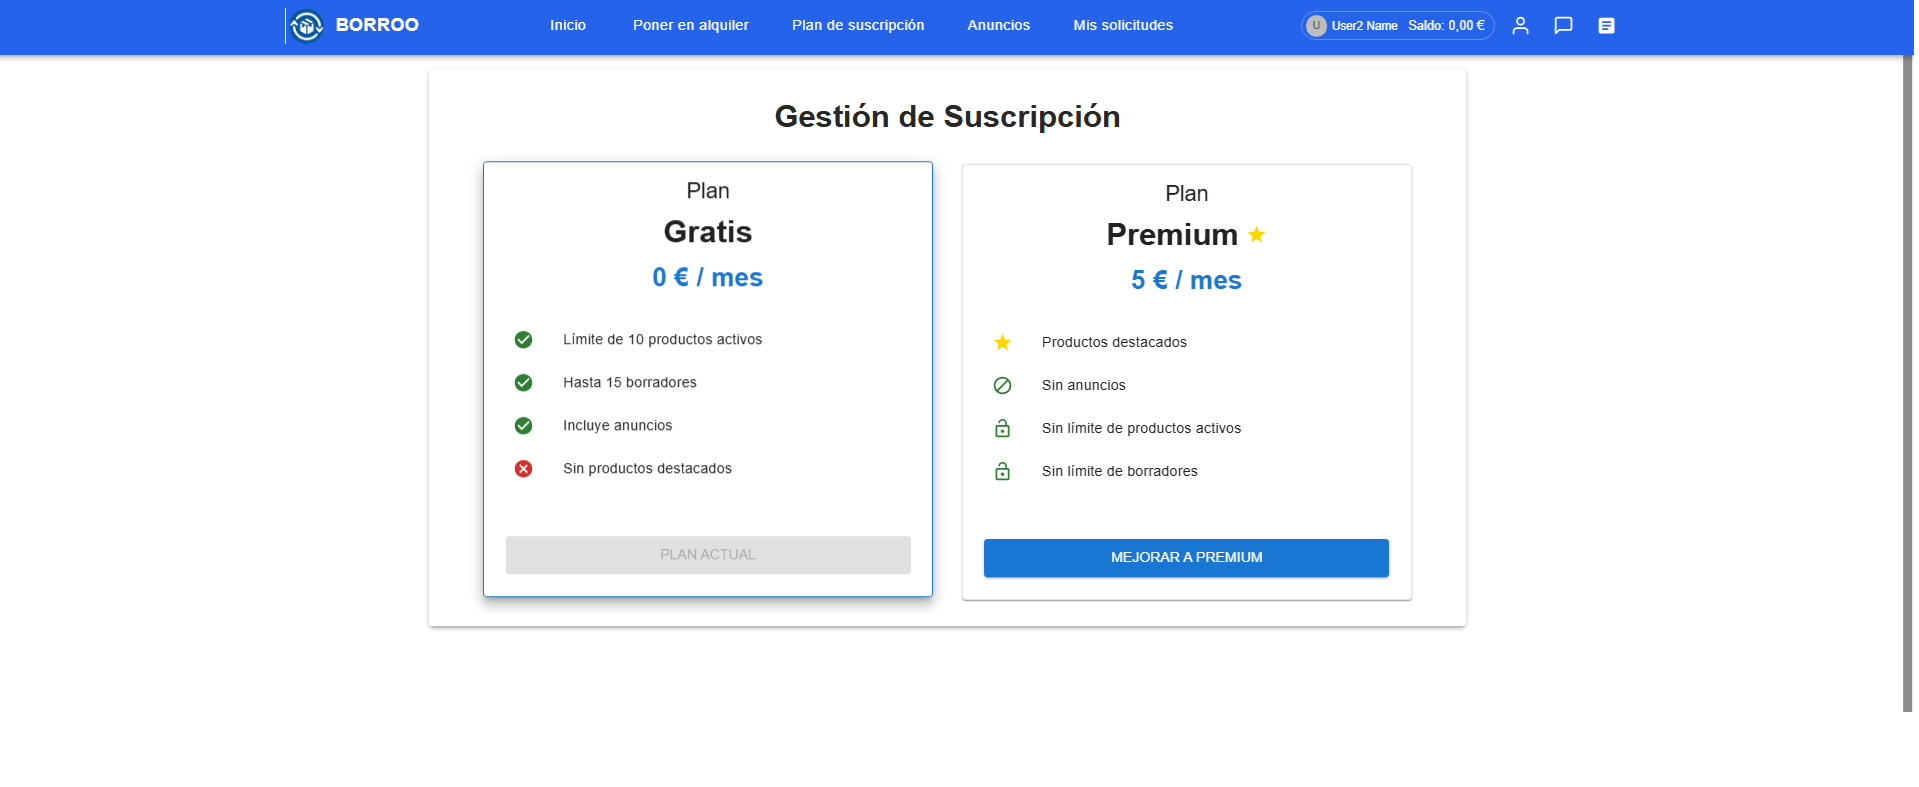 BORROO
Inicio
Poner en alquiler
Plan de suscripción
Anuncios
Mis solicitudes
U
User2 Name
Saldo: 0,00 €
Gestión de Suscripción
Plan
Gratis
0 € / mes
Límite de 10 productos activos
Hasta 15 borradores
Incluye anuncios
Sin productos destacados
PLAN ACTUAL
Plan
Premium
5 € / mes
Productos destacados
Sin anuncios
Sin límite de productos activos
Sin límite de borradores
MEJORAR A PREMIUM